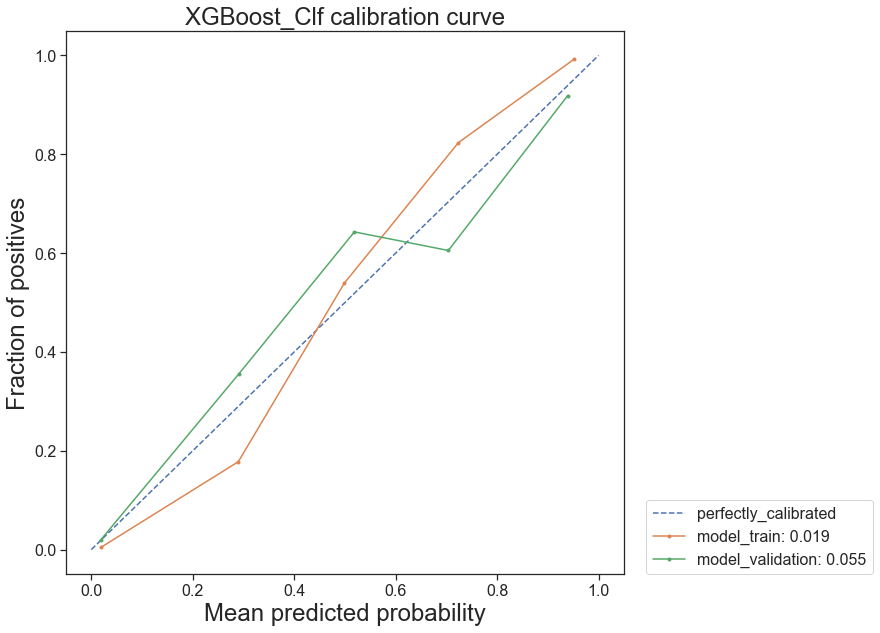 XGBoost_Clf calibration curve
Fraction of positives
1.0
0.8
0.6
0.4
0.2
0.0
0.0 0.2 0.4 0.6 0.8 1.0
Mean predicted probability
perfectly_calibrated
model_train: 0.019
model_validation: 0.055